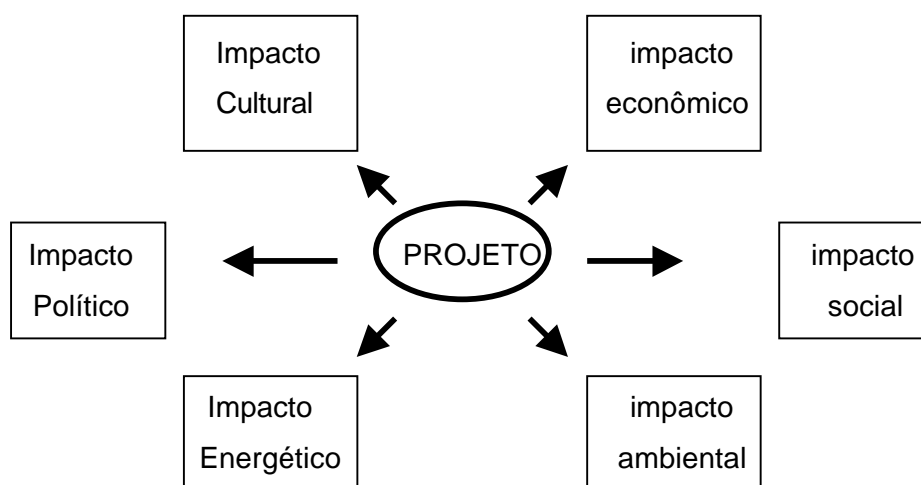 Impacto
Cultural
impacto
econômico
Impacto
Político
PROJETO
impacto
social
Impacto
Energético
impacto
ambiental